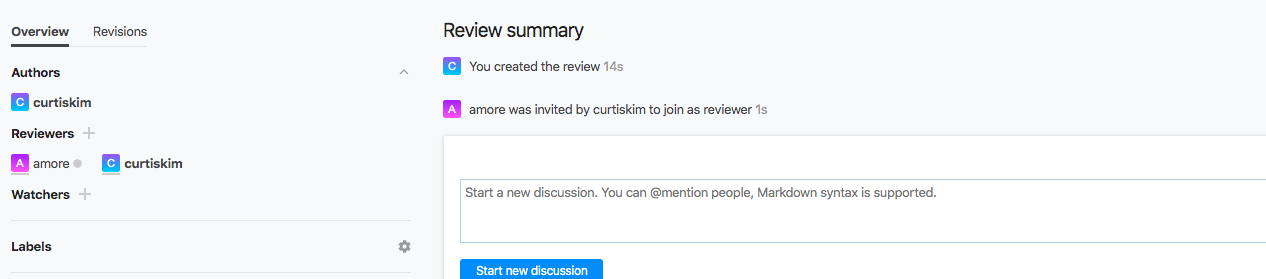 Overview Revisions
Authors
C curtiskim
Reviewers
A amore C curtiskim
Watchers
Labels
Review summary
C You created the review 14s
A amore was invited by curtiskim to join as reviewer 1s
Start a new discussion. You can @mention people, Markdown syntax is supported.
Start new discussion